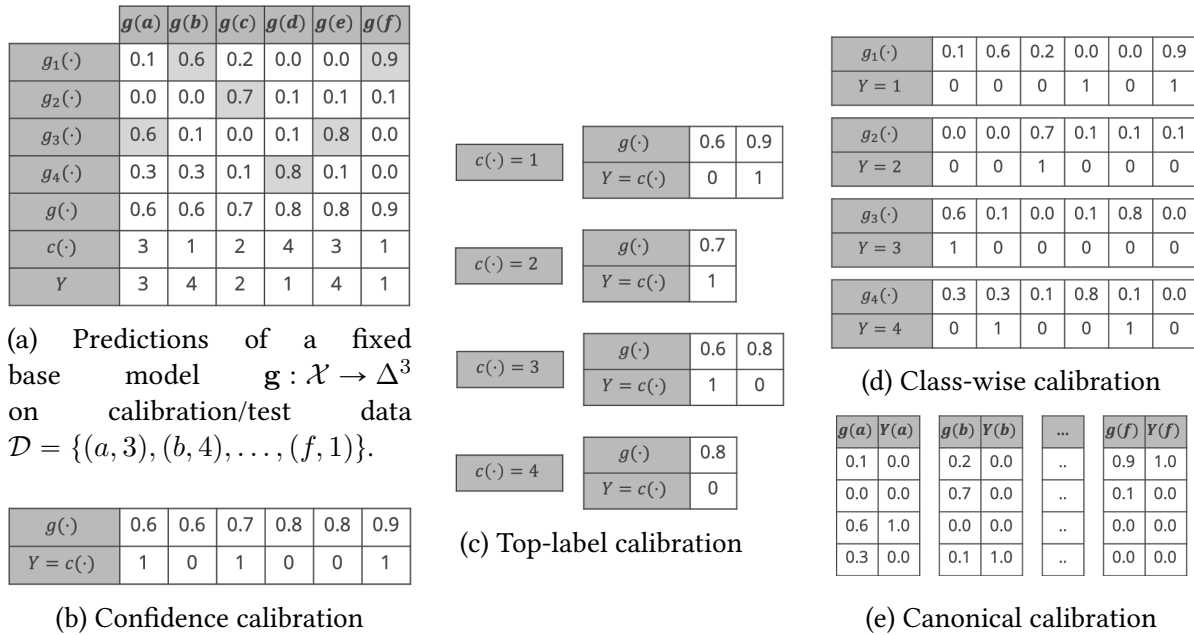 g(a) g(b) g(c) g(d) g(e) g(f)
g₁(·) 0.1 0.6 0.2 0.0 0.0 0.9
g₂(·) 0.0 0.0 0.7 0.1 0.1 0.1
g₃(·) 0.6 0.1 0.0 0.1 0.8 0.0
g₄(·) 0.3 0.3 0.1 0.8 0.1 0.0
g(·) 0.6 0.6 0.7 0.8 0.8 0.9
c(·) 3 1 2 4 3 1
Y 3 4 2 1 4 1
(a) Predictions of a fixed
base model g : 𝒳 → Δ³
on calibration/test data
𝒟 = {(a, 3), (b, 4), . . . , (f, 1)}.
g(·) 0.6 0.6 0.7 0.8 0.8 0.9
Y = c(·) 1 0 1 0 0 1
(b) Confidence calibration
c(·) = 1
g(·) 0.6 0.9
Y = c(·) 0 1
c(·) = 2
g(·) 0.7
Y = c(·) 1
c(·) = 3
g(·) 0.6 0.8
Y = c(·) 1 0
c(·) = 4
g(·) 0.8
Y = c(·) 0
(c) Top-label calibration
g₁(·) 0.1 0.6 0.2 0.0 0.0 0.9
Y = 1 0 0 0 1 0 1
g₂(·) 0.0 0.0 0.7 0.1 0.1 0.1
Y = 2 0 0 1 0 0 0
g₃(·) 0.6 0.1 0.0 0.1 0.8 0.0
Y = 3 1 0 0 0 0 0
g₄(·) 0.3 0.3 0.1 0.8 0.1 0.0
Y = 4 0 1 0 0 1 0
(d) Class-wise calibration
g(a) Y(a) g(b) Y(b) ... g(f) Y(f)
0.1 0.0 0.2 0.0 .. 0.9 1.0
0.0 0.0 0.7 0.0 .. 0.1 0.0
0.6 1.0 0.0 0.0 .. 0.0 0.0
0.3 0.0 0.1 1.0 .. 0.0 0.0
(e) Canonical calibration